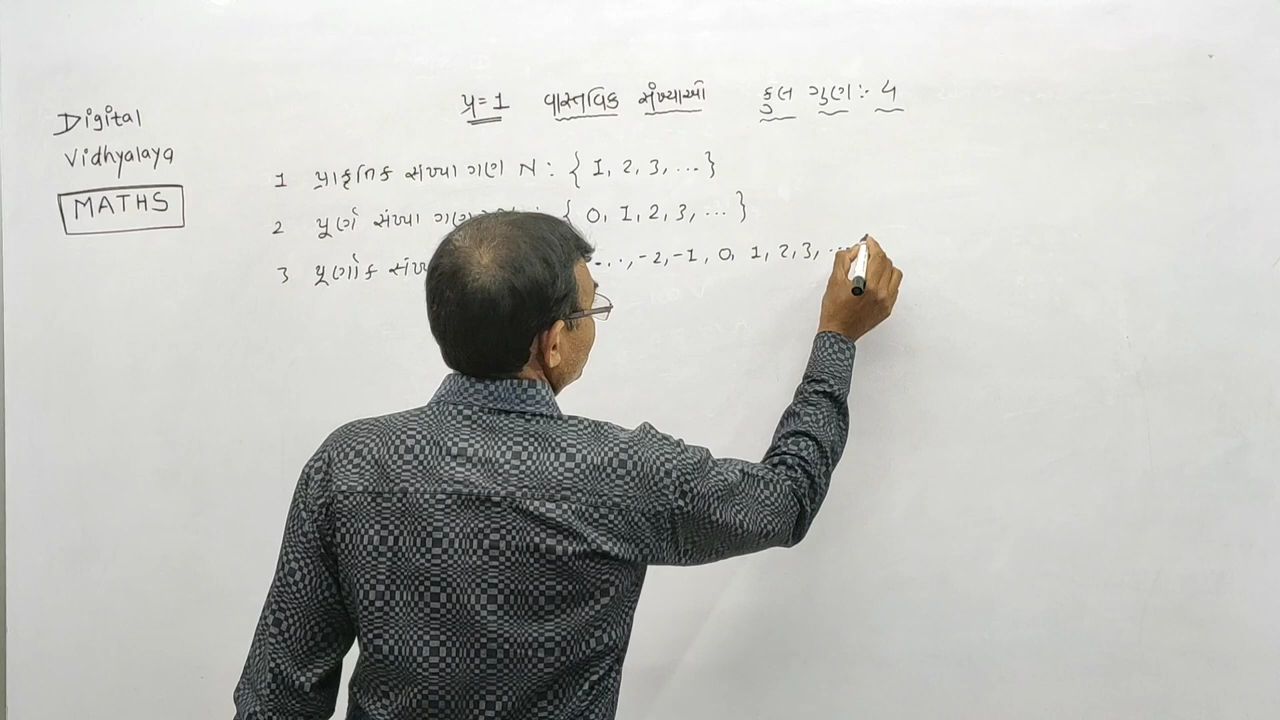 Digital
Vidhyalaya
MATHS
પ્ર=1 વાસ્તવિક સંખ્યાઓ કુલ ગુણ:- 4
1 પ્રાકૃતિક સંખ્યા ગણ N : { 1, 2, 3, ... }
2 પૂર્ણ સંખ્યા ગણ : { 0, 1, 2, 3, ... }
3 પૂર્ણાંક સંખ ..., -2, -1, 0, 1, 2, 3, ...